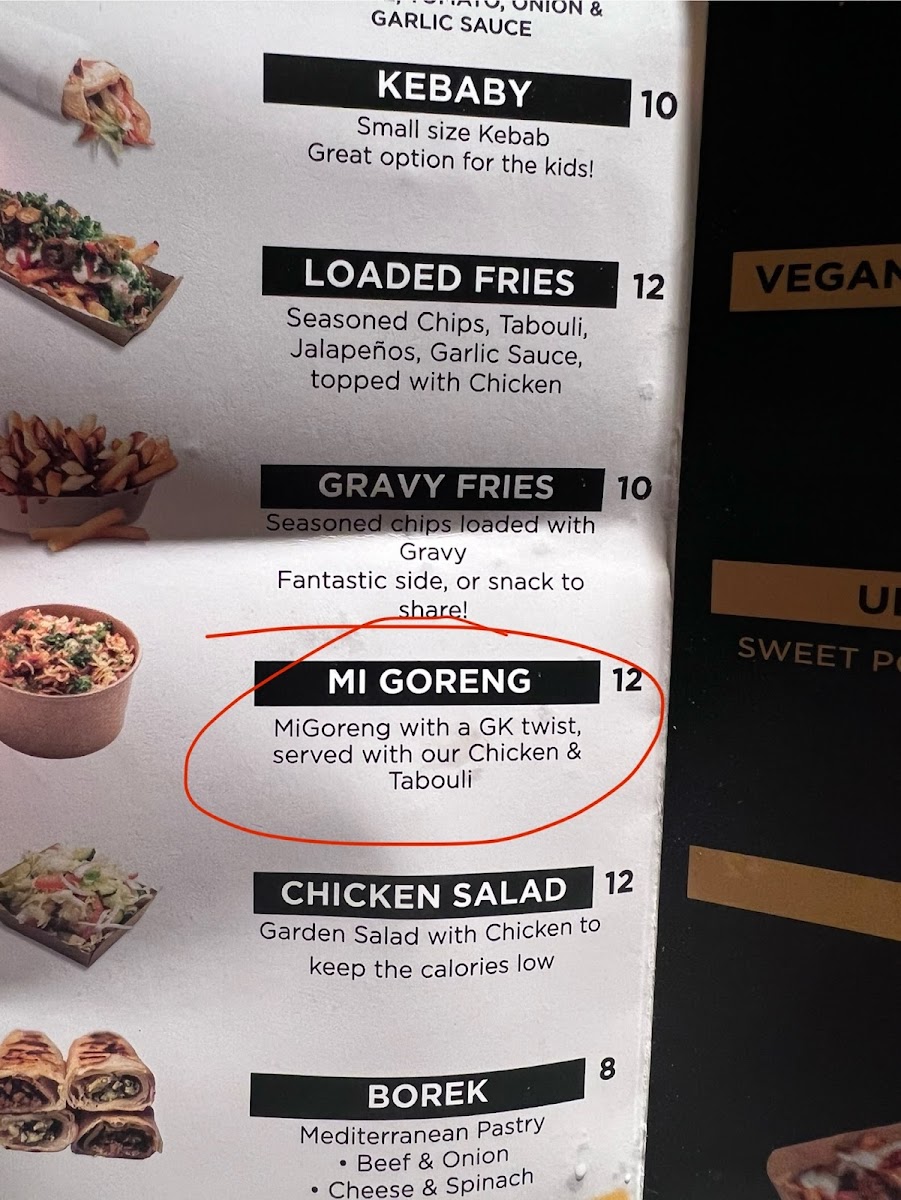 ONION &
GARLIC SAUCE
KEBABY 10
Small size Kebab
Great option for the kids!
LOADED FRIES 12
Seasoned Chips, Tabouli,
Jalapeños, Garlic Sauce,
topped with Chicken
GRAVY FRIES 10
Seasoned chips loaded with
Gravy
Fantastic side, or snack to
share!
MI GORENG 12
MiGoreng with a GK twist,
served with our Chicken &
Tabouli
CHICKEN SALAD 12
Garden Salad with Chicken to
keep the calories low
BOREK 8
Mediterranean Pastry
• Beef & Onion
• Cheese & Spinach
VEGAN
SWEET